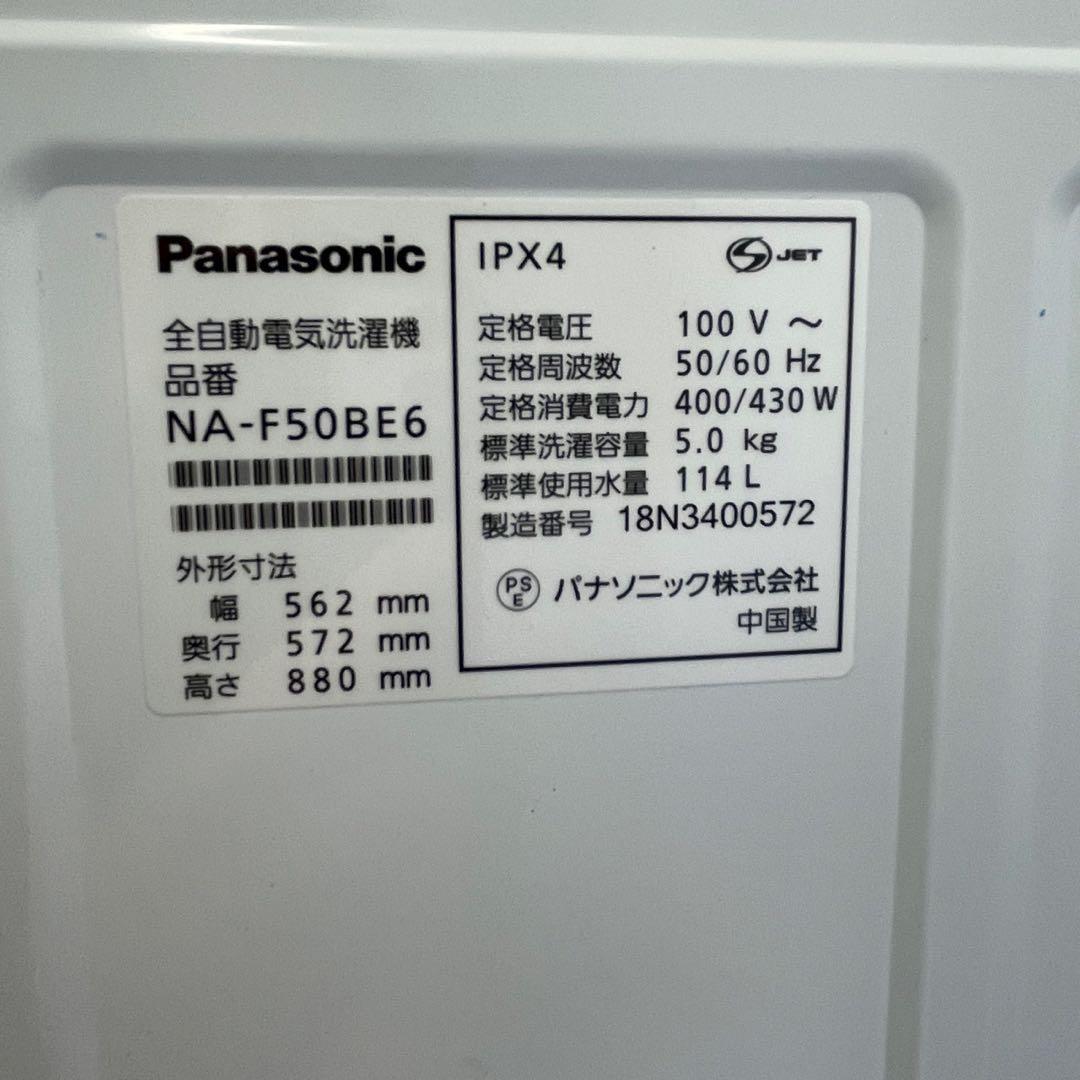 Panasonic
全自動電気洗濯機
品番
NA-F50BE6
外形寸法
幅 562 mm
奥行 572 mm
高さ 880 mm
IPX4
S JET
定格電圧 100 V ～
定格周波数 50/60 Hz
定格消費電力 400/430 W
標準洗濯容量 5.0 kg
標準使用水量 114 L
製造番号 18N3400572
PSE パナソニック株式会社
中国製